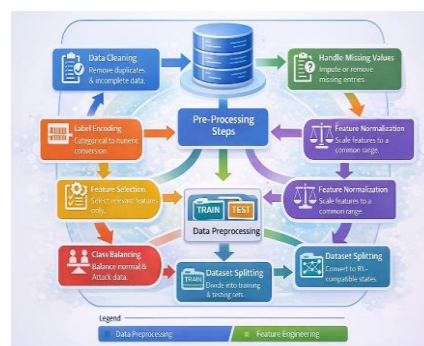 Data Cleaning
Remove duplicates
& incomplete data.
Handle Missing Values
Impute or remove
missing entries.
Label Encoding
Categorical to numeric
conversion.
Pre-Processing
Steps
Feature Normalization
Scale features to a
common range.
Feature Selection
Select relevant features
only.
TRAIN
TEST
Data Preprocessing
Feature Normalization
Scale features to a
common range.
Class Balancing
Balance normal &
Attack data.
TRAIN
Dataset Splitting
Divide into training
& testing sets.
Dataset Splitting
Convert to RL-
compatible states.
Legend
Data Preprocessing
Feature Engineering